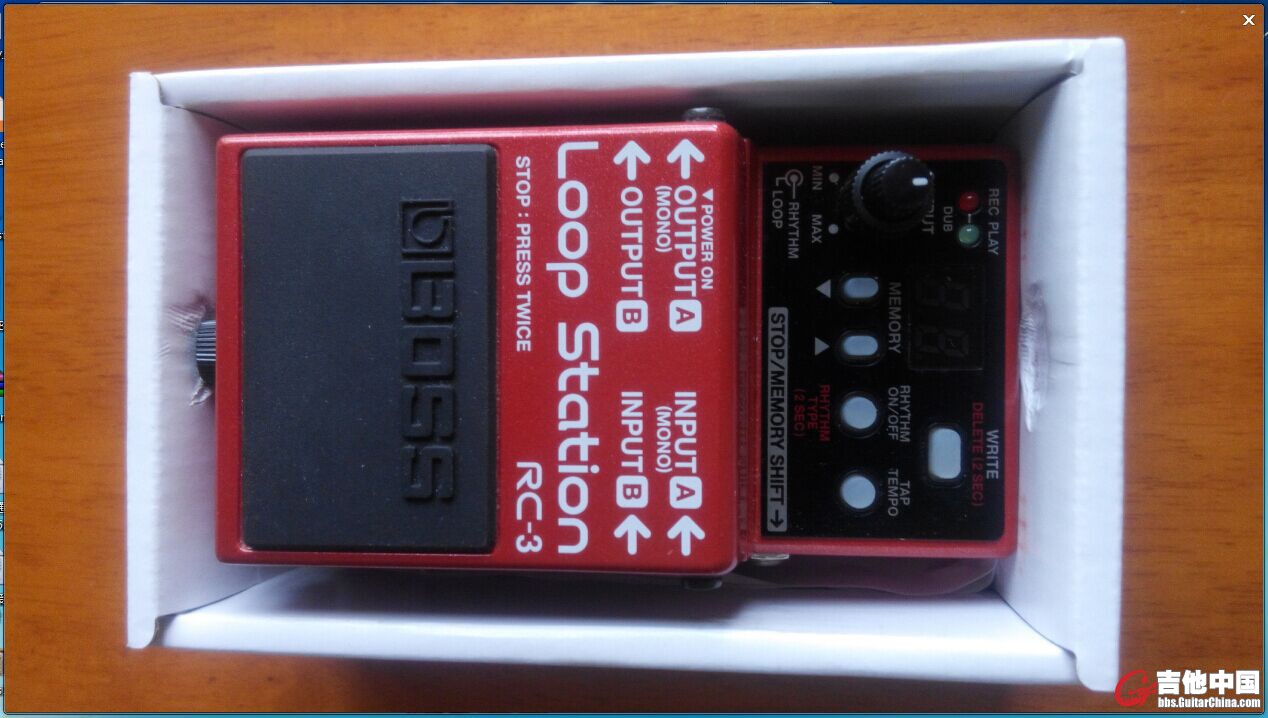 REC PLAY
DUB
MIN
MAX
RHYTHM
LOOP
MEMORY
WRITE
DELETE (2 SEC)
RHYTHM
ON/OFF
TAP
TEMPO
RHYTHM
TYPE
(2 SEC)
STOP/MEMORY SHIFT→
▼POWER ON
←OUTPUT A
(MONO)
←OUTPUT B
INPUT A←
(MONO)
INPUT B←
Loop Station
STOP : PRESS TWICE
RC-3
BOSS
吉他中国
bbs.GuitarChina.com